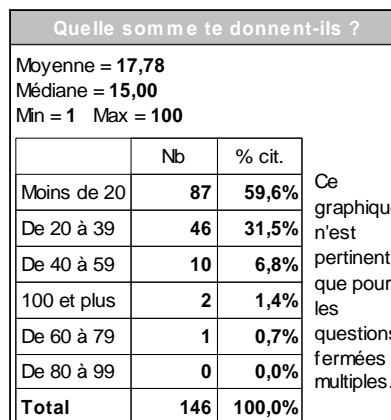 Quelle somme te donnent-ils ?
Moyenne = 17,78
Médiane = 15,00
Min = 1 Max = 100
Nb % cit.
Moins de 20 87 59,6%
De 20 à 39 46 31,5%
De 40 à 59 10 6,8%
100 et plus 2 1,4%
De 60 à 79 1 0,7%
De 80 à 99 0 0,0%
Total 146 100,0%
Ce
graphique
n'est
pertinent
que pour
les
questions
fermées
multiples.